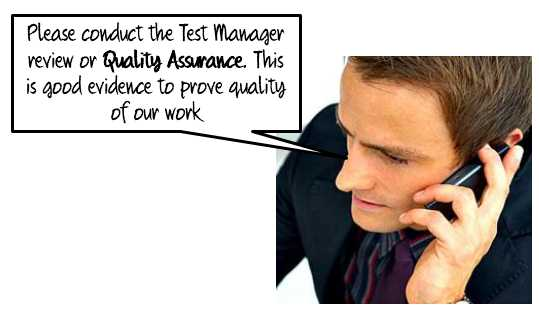 Please conduct the Test Manager
review or Quality Assurance. This
is good evidence to prove quality
of our work